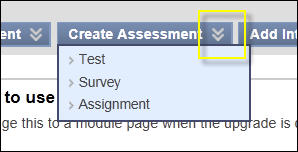 ent Create Assessment Add Int
Test
Survey
Assignment
to use
ge this to a module page when the upgrade is c